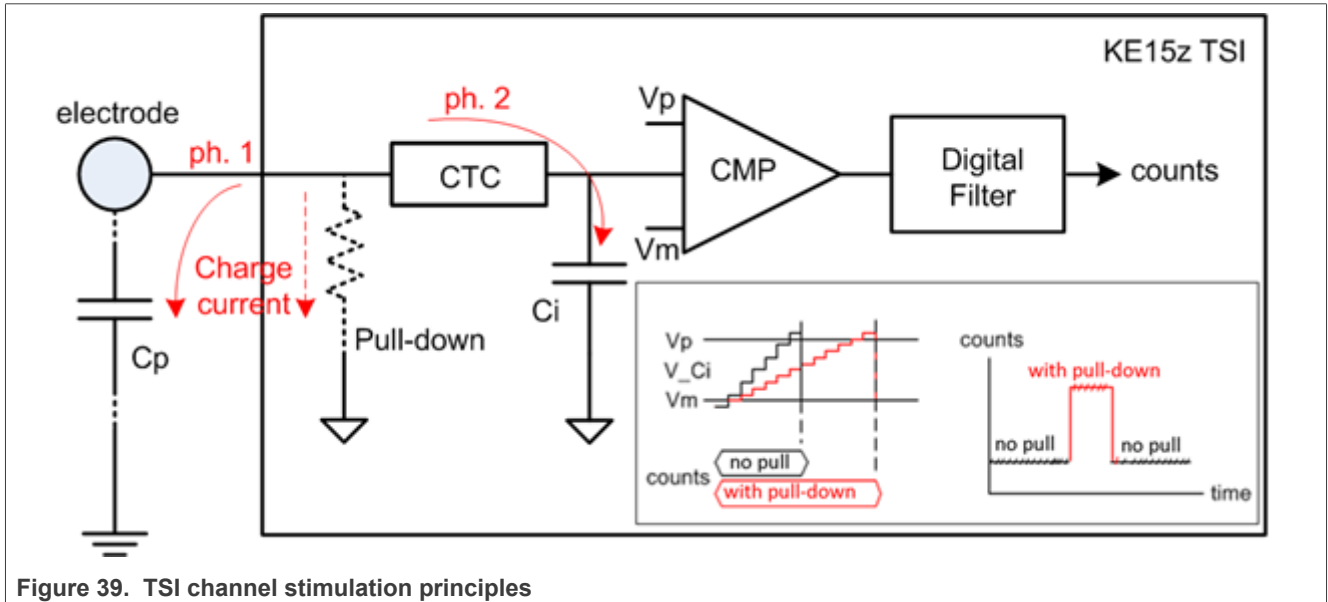 KE15z TSI
electrode
ph. 1
ph. 2
Vp
CTC
CMP
Digital
Filter
counts
Vm
Charge
current
Pull-down
Ci
Cp
Vp
V_Ci
Vm
counts
no pull
with pull-down
counts
with pull-down
no pull
no pull
time
Figure 39. TSI channel stimulation principles